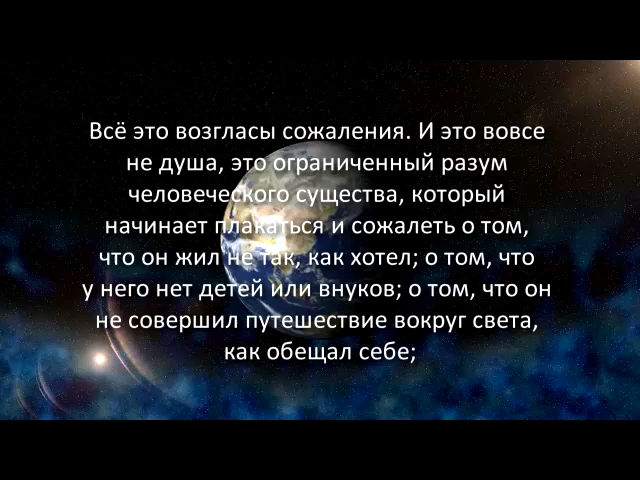 Всё это возгласы сожаления. И это вовсе
не душа, это ограниченный разум
человеческого существа, который
начинает плакаться и сожалеть о том,
что он жил не так, как хотел; о том, что
у него нет детей или внуков; о том, что он
не совершил путешествие вокруг света,
как обещал себе;